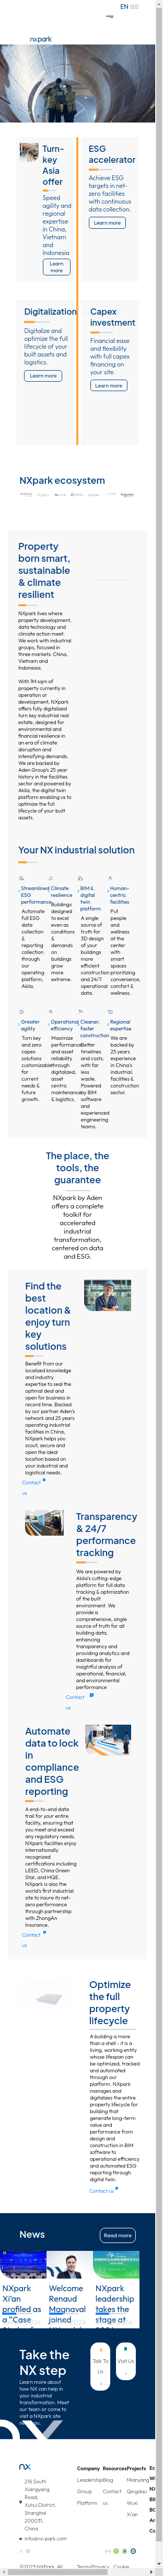 EN
nxpark
Turn-
key
Asia
offer
Speed
agility and
regional
expertise
in China,
Vietnam
and
Indonesia
Learn
more
ESG
accelerator
Achieve ESG
targets in net-
zero facilities
with continuous
data collection.
Learn more
Digitalization
Digitalize and
optimize the full
lifecycle of your
built assets and
logistics.
Learn more
Capex
investment
Financial ease
and flexibility
with full capex
financing on
your site.
Learn more
NXpark ecosystem
Property
born smart,
sustainable
& climate
resilient
NXpark lives where
property development,
data technology and
climate action meet.
We work with industrial
groups, focused in
three markets: China,
Vietnam and
Indonesia.
With 1M sqm of
property currently in
operation or
development, NXpark
offers digitalized
turn key industrial real
estate, designed for
environmental and
financial resilience in
an era of climate
disruption and
intensifying demands.
We are backed by
Aden Group's 25 year
history in the facilities
sector and powered by
Akila, the digital twin
platform enabling us to
optimize the full
lifecycle of your built
assets.
Your NX industrial solution
Streamlined
ESG
performance
Automate
full ESG
data
collection
&
reporting
collection
through
our
operating
platform,
Akila.
Climate
resilience
Buildings
designed
to excel
even as
conditions
&
demands
on
buildings
grow
more
extreme.
BIM &
digital
twin
platform
A single
source of
truth for
3D design
of your
buildings,
more
efficient
construction
and 24/7
operational
data.
Human-
centric
facilities
Put
people
and
wellness
at the
heart
with
smart
spaces
prioritising
convenience,
comfort &
wellness.
Greater
agility
Turn key
and zero
capex
solutions
customizable
for
current
needs &
future
growth.
Operational
efficiency
Maximize
performance
and asset
reliability
through
digitalized,
asset
centric
operations
& logistics.
Cleaner,
faster
construction
Better
timelines
and costs,
with far
less
waste.
Powered
by BIM
software
and
experienced
engineering
teams.
Regional
expertise
We are
backed by
25 years
experience
in China's
industrial,
facilities &
construction
sector.
The place, the
tools, the
guarantee
NXpark by Aden
offers a complete
toolkit for
accelerated
industrial
transformation,
centered on data
and ESG.
Find the
best
location &
enjoy turn
key
solutions
Benefit from our
localized knowledge
and industry
expertise to seal the
optimal deal and
open for business in
record time. Backed
by our partner Aden's
network and 25 years
operating industrial
facilities in China,
NXpark helps you
scout, secure and
open the ideal
location based on
your industrial and
logistical needs.
Contact
us
Transparency
& 24/7
performance
tracking
We are powered by
Akila's cutting-edge
platform for full data
tracking & optimization
of the built
environment. We
provide a
comprehensive, single
source of truth for all
building data,
enhancing
transparency and
providing analytics and
insights for
insightful analysis of
operational, financial,
and environmental
performance
Contact
us
Automate
data to lock
in
compliance
and ESG
reporting
A end-to-end data
trail for your entire
facility, ensuring that
you meet and exceed
any regulatory needs.
NXpark facilities enjoy
internationally
minimized
certifications including
LEED, China Green
Star, and HQE.
NXpark is also the
world's first industrial
site to insure its net-
zero performance
through partnership
with ZhongAn
insurance.
Contact
us
Optimize
the full
property
lifecycle
A building is more
than a shell - it is a
living, working entity
whose lifespan can
be optimized, tracked
and automated
through our
platform. NXpark
manages and
digitalizes the entire
property lifecycle for
your building that
generate long-term
value and
performance from
design and
construction in BIM
software to
operational efficiency
and automated ESG
reporting through
digital twin.
Contact us
News
Read more
NXpark
Xi'an
profiled as
a "Case
Welcome
Renaud
Magnaval
joined
NXpark
leadership
takes the
stage at
Take the
NX step
Learn more about
how NX can help in
your industrial
transformation. Meet
our team or come to
visit a NXpark site
near you.
Talk To
Us
Visit Us
nx
218 South
Xiangyang
Road,
Xuhui District,
Shanghai
200031,
China
info@nx-park.com
Company
Leadership
Group
Platform
Resources
Blog
Contact
us
Projects
Mianyang
Qingdao
Wuxi
Xi'an
©2023 NXPark. All
Terms
Privacy
Cookie